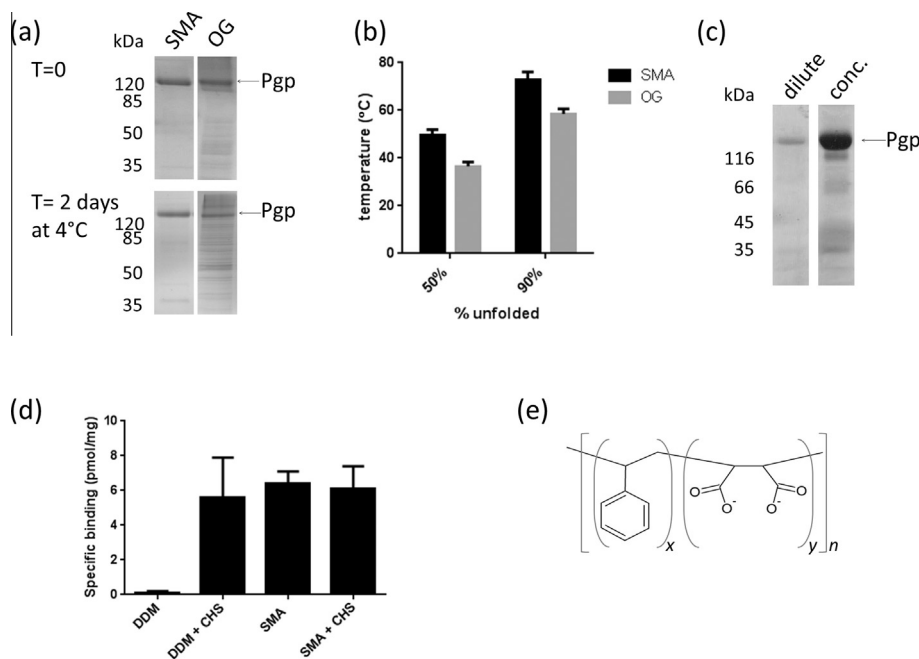 (a)
kDa
SMA
OG
T=0
120
85
50
35
Pgp
T= 2 days
at 4°C
120
85
50
35
Pgp
(b)
temperature (ºC)
80
60
40
20
0
50%
90%
% unfolded
SMA
OG
(c)
dilute
conc.
kDa
116
66
45
35
Pgp
(d)
Specific binding (pmol/mg)
10
8
6
4
2
0
DDM
DDM + CHS
SMA
SMA + CHS
(e)
O
O
O-
O-
x
y
n